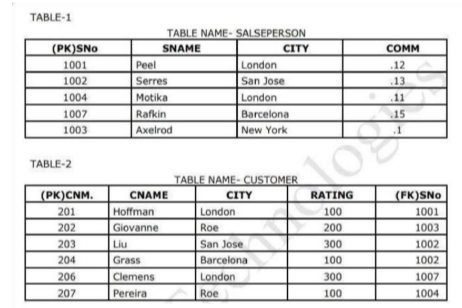 TABLE-1
TABLE NAME- SALSEPERSON
(PK)SNo SNAME CITY COMM
1001 Peel London .12
1002 Serres San Jose .13
1004 Motika London .11
1007 Rafkin Barcelona .15
1003 Axelrod New York .1
TABLE-2
TABLE NAME- CUSTOMER
(PK)CNM. CNAME CITY RATING (FK)SNo
201 Hoffman London 100 1001
202 Giovanne Roe 200 1003
203 Liu San Jose 300 1002
204 Grass Barcelona 100 1002
206 Clemens London 300 1007
207 Pereira Roe 100 1004